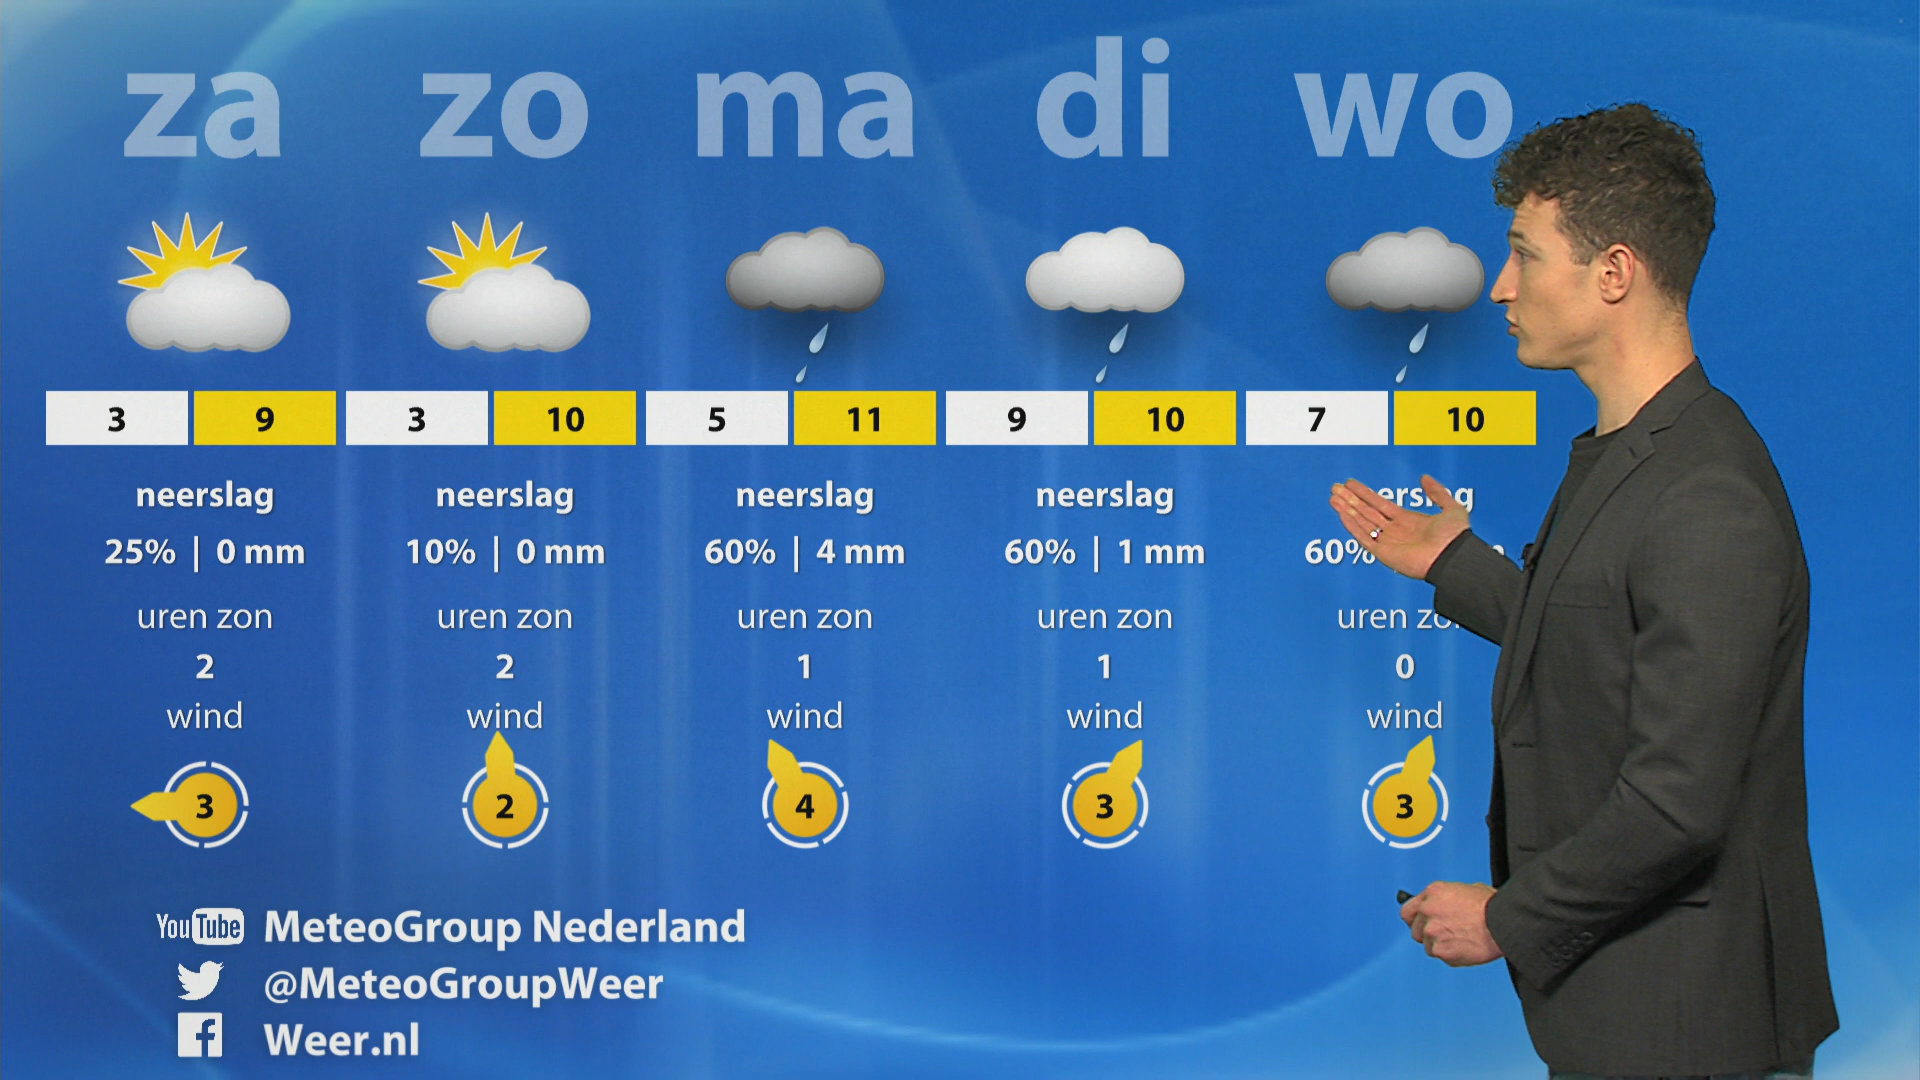 za zo ma di wo
3 9 3 10 5 11 9 10 7 10
neerslag neerslag neerslag neerslag
25% | 0 mm 10% | 0 mm 60% | 4 mm 60% | 1 mm 60%
uren zon uren zon uren zon uren zon uren
2 2 1 1 0
wind wind wind wind wind
3 2 4 3 3
YouTube MeteoGroup Nederland
@MeteoGroupWeer
f Weer.nl